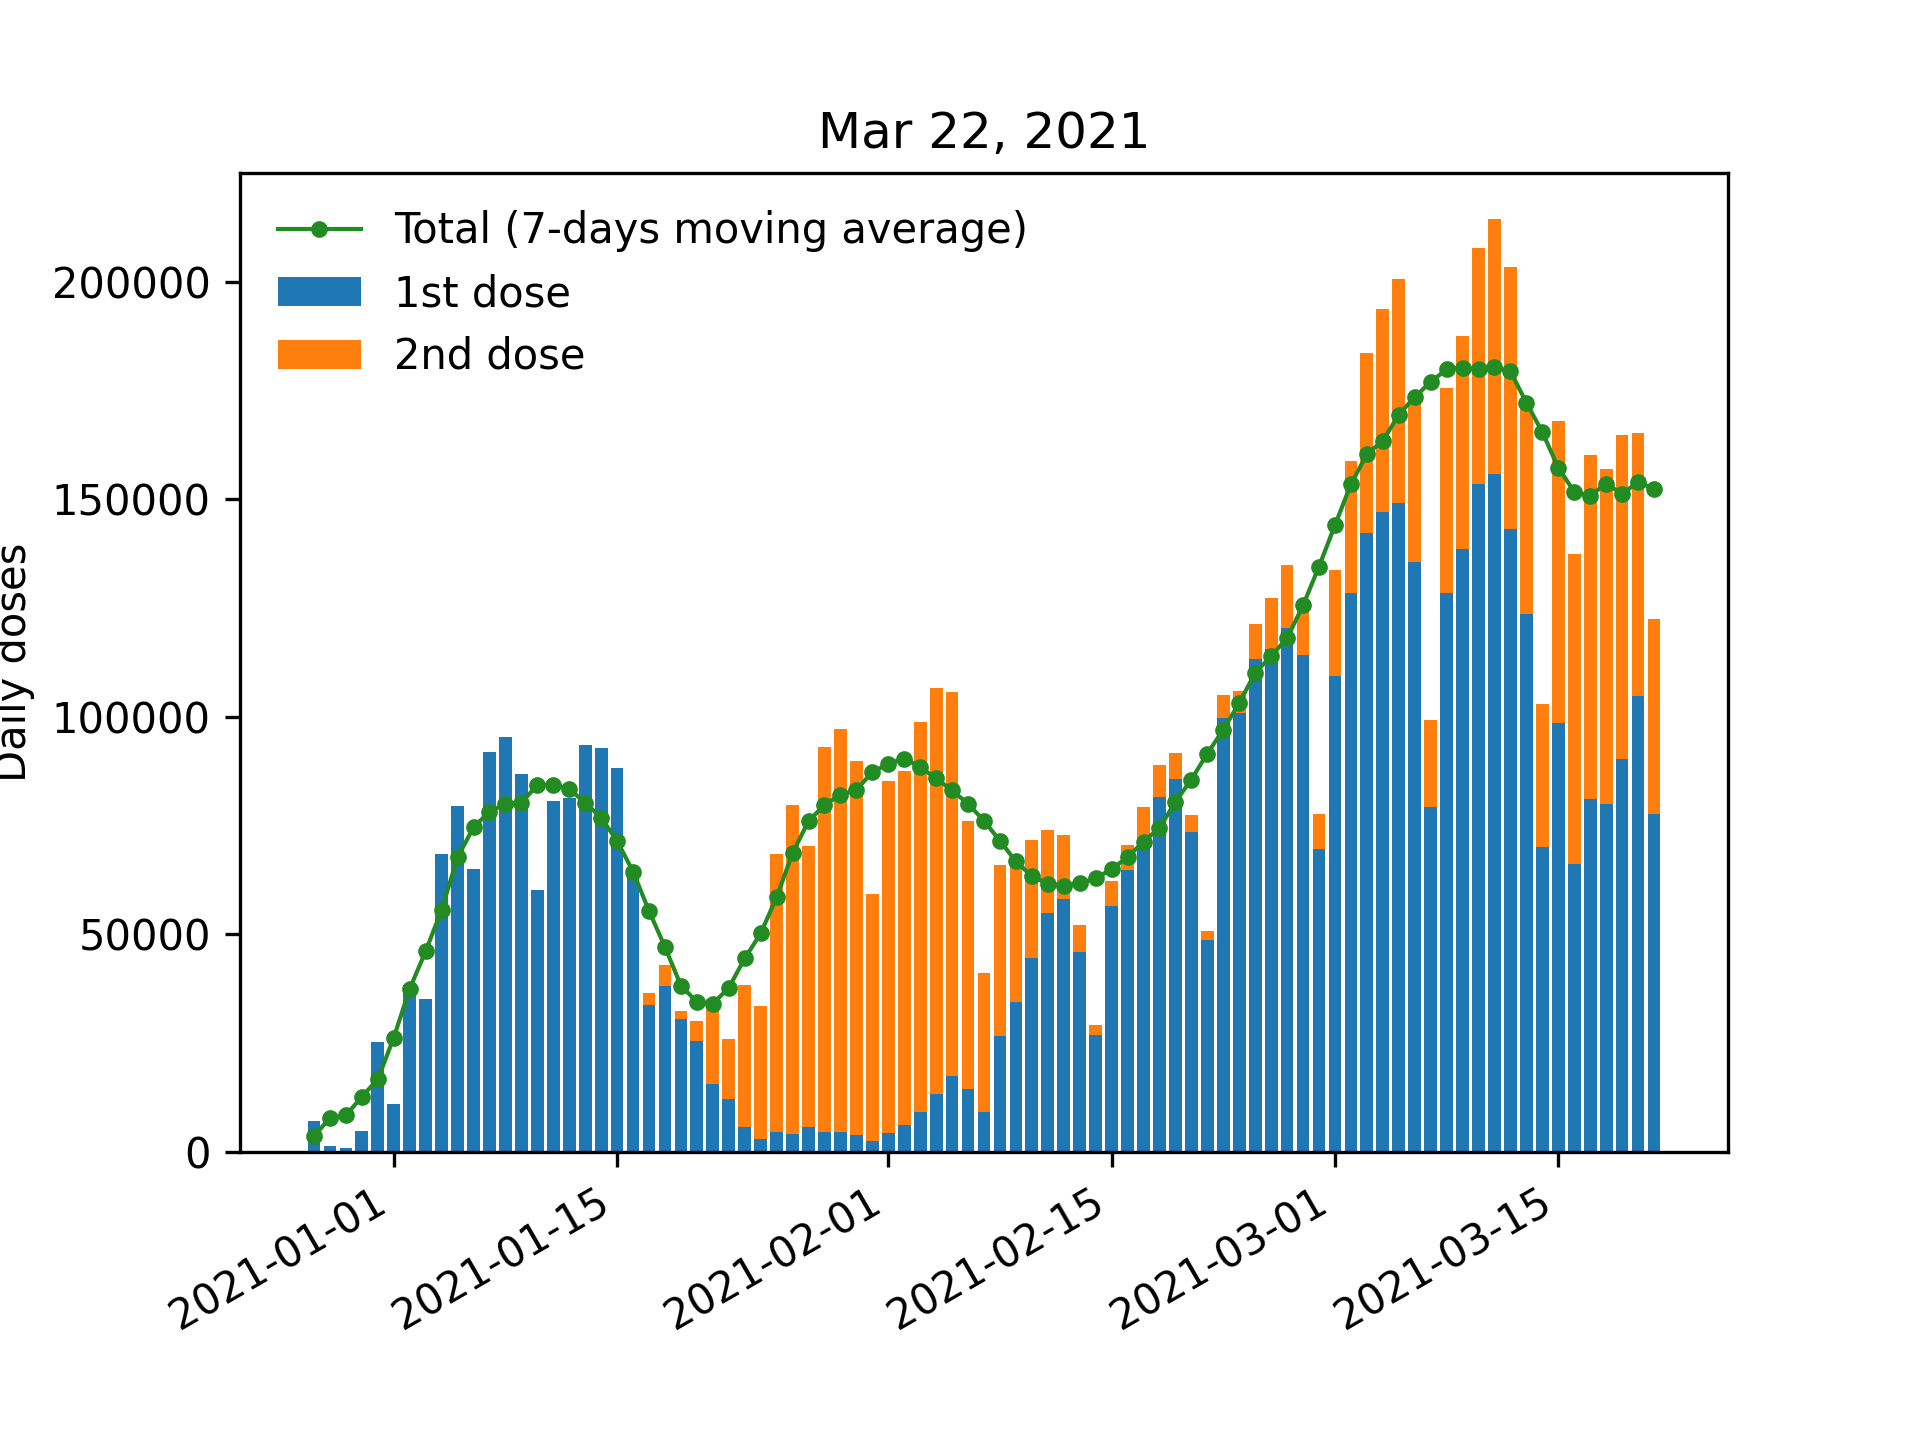 Mar 22, 2021
Total (7-days moving average)
1st dose
2nd dose
200000
150000
100000
50000
0
Daily doses
2021-01-01
2021-01-15
2021-02-01
2021-02-15
2021-03-01
2021-03-15